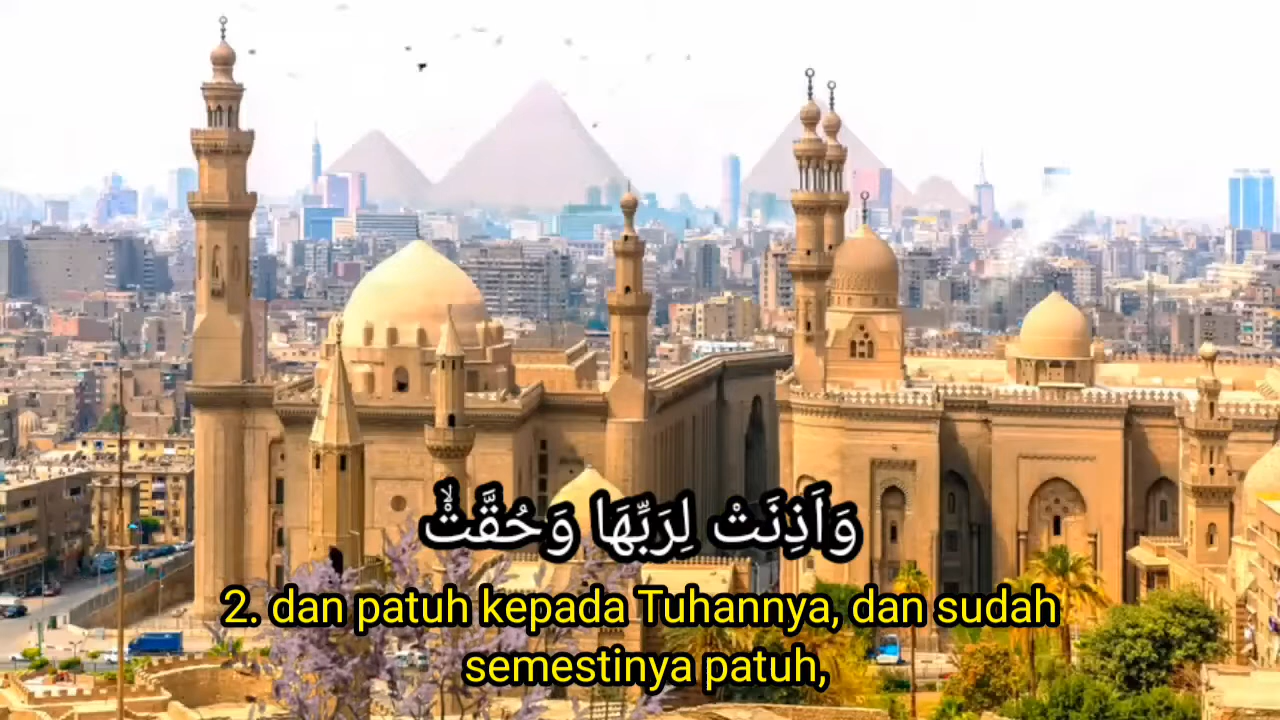 وَاَذِنَتْ لِرَبِّهَا وَحُقَّتْۙ
2. dan patuh kepada Tuhannya, dan sudah
semestinya patuh,